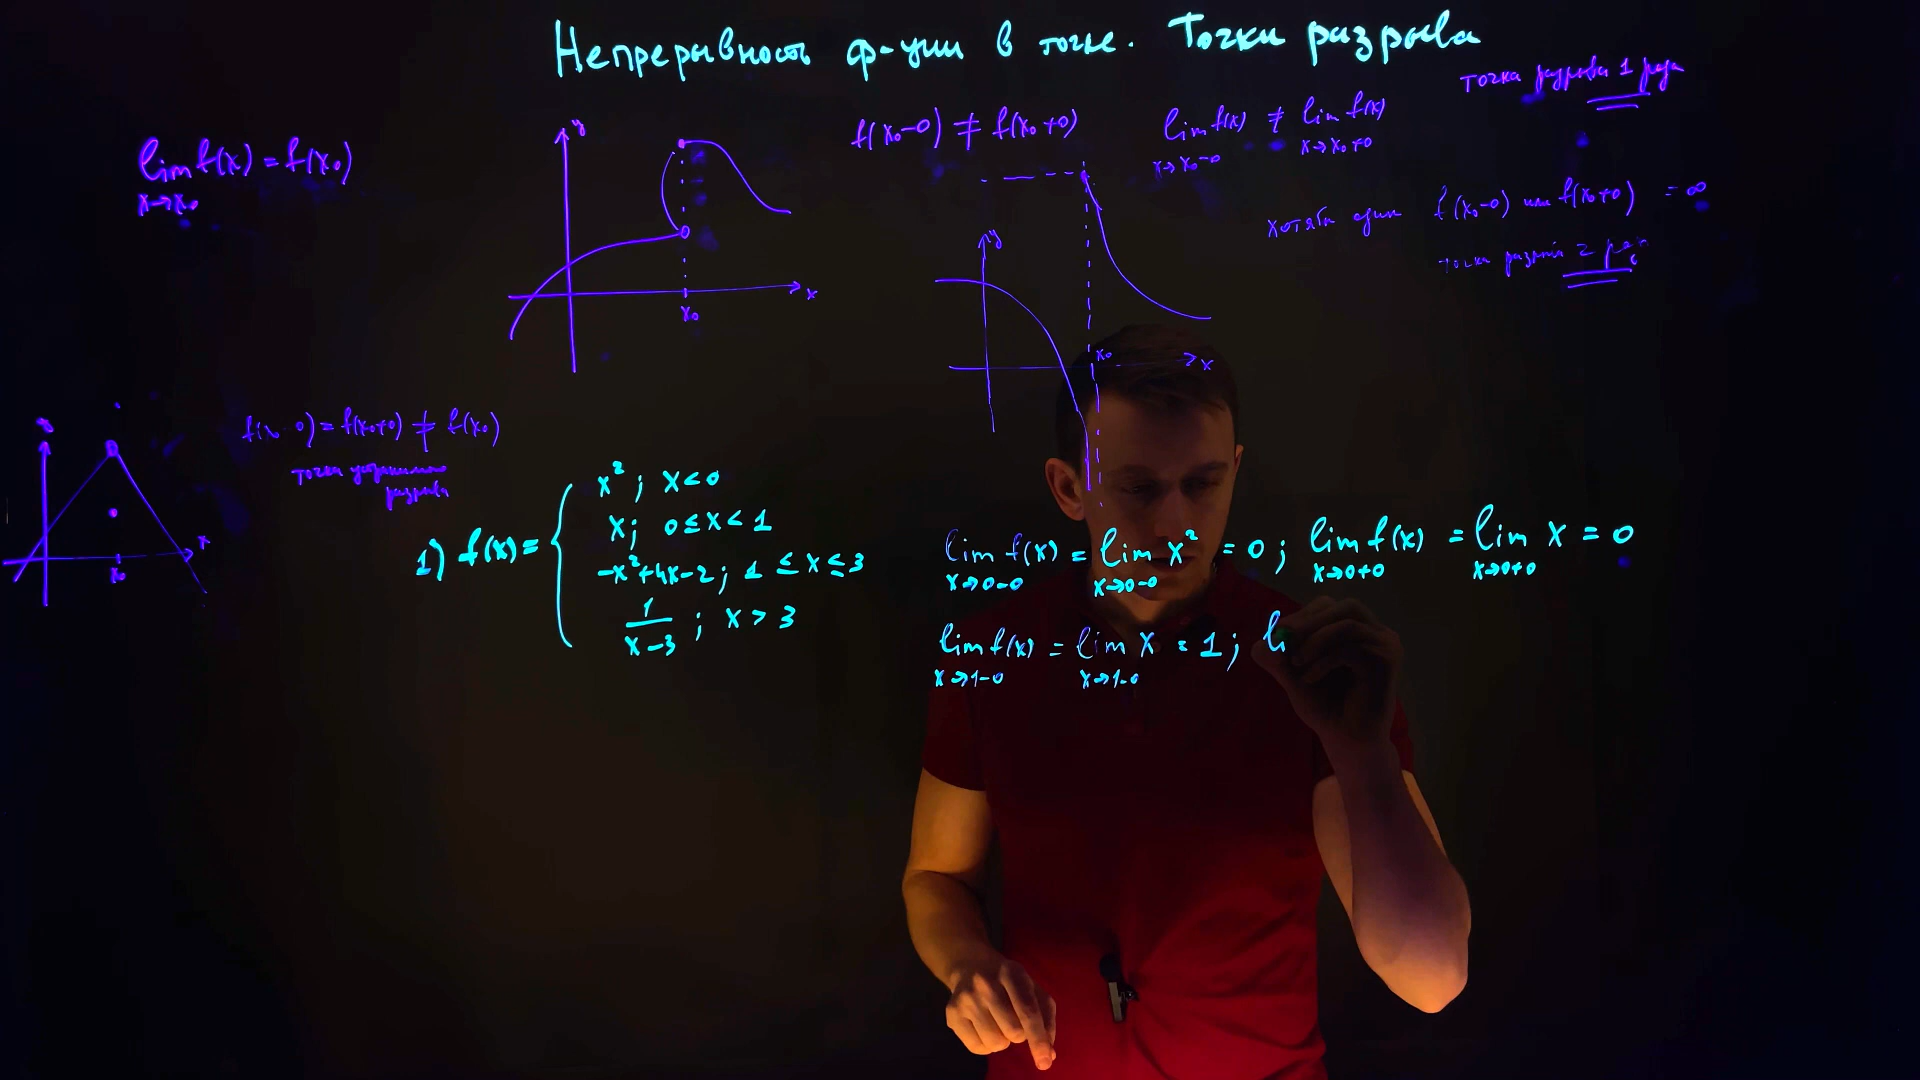 Непрерывность ф-уии в точке. Точки разрыва
точка разрыва 1 рода
lim f(x) = f(x₀)
x→x₀
y
x
x₀
f(x₀-0) ≠ f(x₀+0)
lim f(x) ≠ lim f(x)
x→x₀-0 x→x₀+0
хотя бы один f(x₀-0) или f(x₀+0) = ∞
точка разрыва 2 рода
y
x₀
x
f(x₀-0) = f(x₀+0) ≠ f(x₀)
точка устранимого
разрыва
x
x₀
1) f(x) = {
x²; x<0
x; 0≤x<1
-x²+4x-2; 1≤x≤3
1/(x-3); x>3
lim f(x) = lim x² = 0; lim f(x) = lim x = 0
x→0-0 x→0-0 x→0+0 x→0+0
lim f(x) = lim x = 1; li
x→1-0 x→1-0